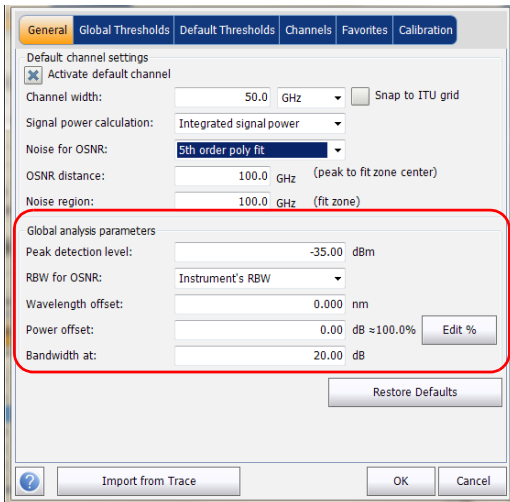 General Global Thresholds Default Thresholds Channels Favorites Calibration
Default channel settings
Activate default channel
Channel width: 50.0 GHz Snap to ITU grid
Signal power calculation: Integrated signal power
Noise for OSNR: 5th order poly fit
OSNR distance: 100.0 GHz (peak to fit zone center)
Noise region: 100.0 GHz (fit zone)
Global analysis parameters
Peak detection level: -35.00 dBm
RBW for OSNR: Instrument's RBW
Wavelength offset: 0.000 nm
Power offset: 0.00 dB ≈100.0% Edit %
Bandwidth at: 20.00 dB
Restore Defaults
? Import from Trace OK Cancel